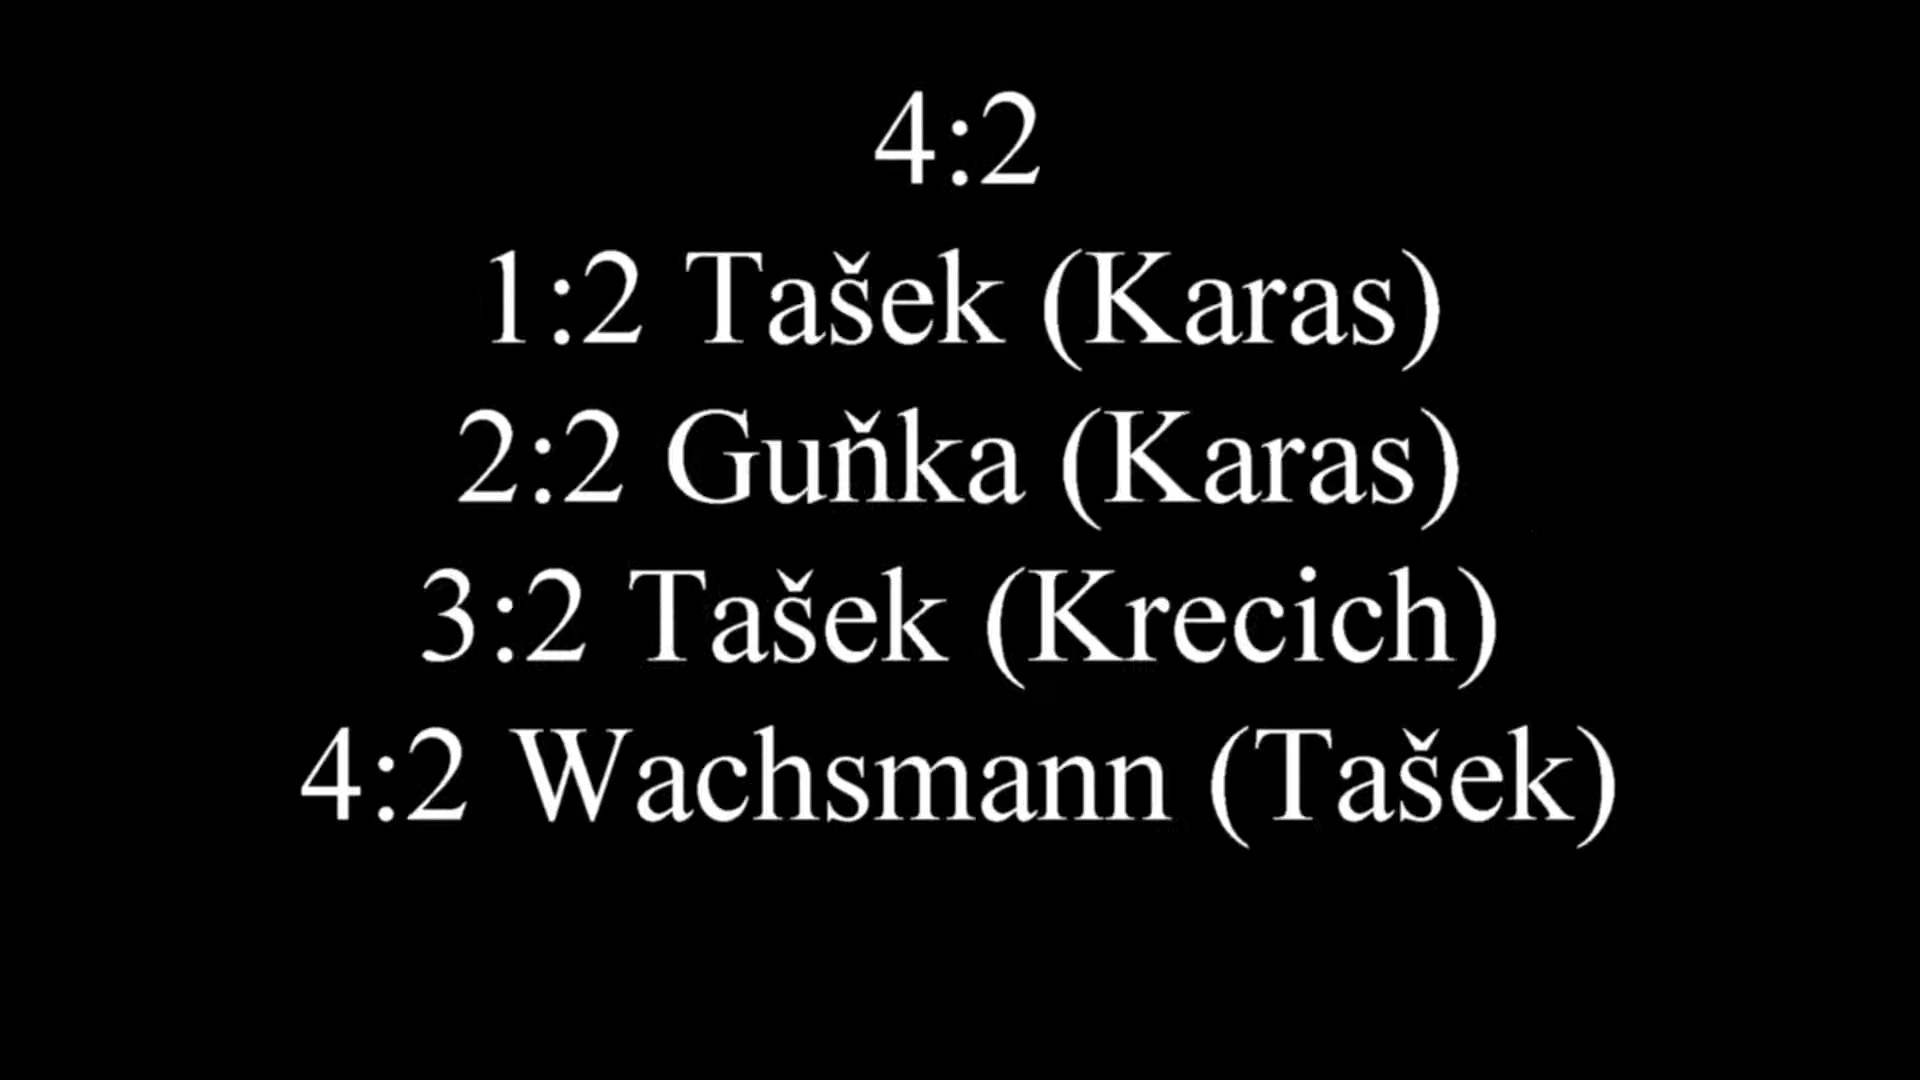 4:2
1:2 Tašek (Karas)
2:2 Guňka (Karas)
3:2 Tašek (Krecich)
4:2 Wachsmann (Tašek)